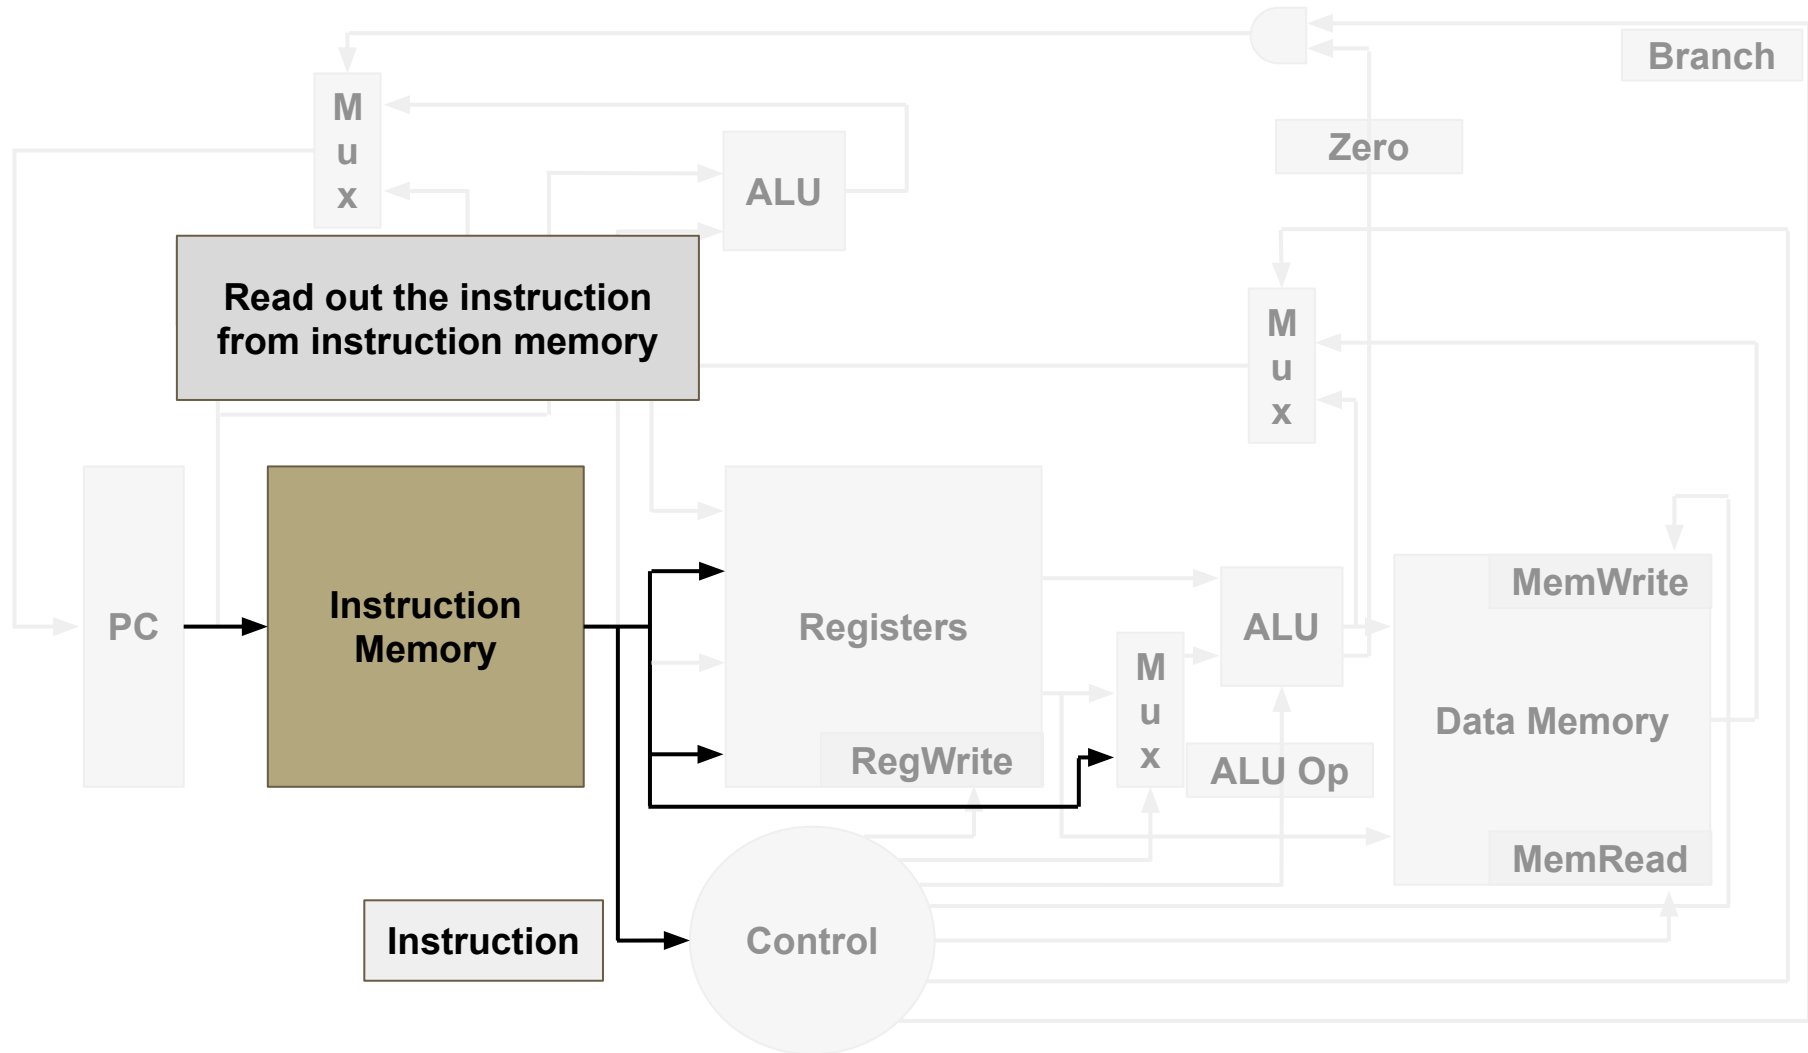 Branch
M
u
x
Zero
ALU
Read out the instruction
from instruction memory
M
u
x
PC
Instruction
Memory
Registers
RegWrite
M
u
x
ALU
ALU Op
MemWrite
Data Memory
MemRead
Instruction
Control